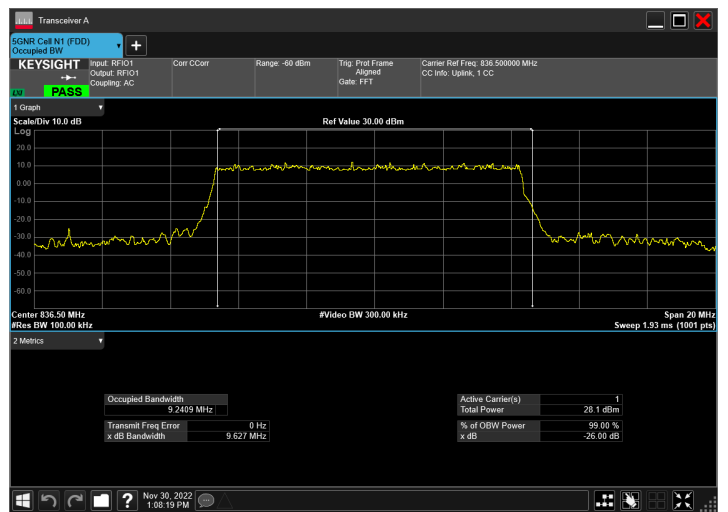 Transceiver A
5GNR Cell N1 (FDD)
Occupied BW
KEYSIGHT
LXI
PASS
Input: RFIO1
Output: RFIO1
Coupling: AC
Corr CCorr
Range: -60 dBm
Trig: Prot Frame
Aligned
Gate: FFT
Carrier Ref Freq: 836.500000 MHz
CC Info: Uplink, 1 CC
1 Graph
Scale/Div 10.0 dB
Ref Value 30.00 dBm
Log
20.0
10.0
0.00
-10.0
-20.0
-30.0
-40.0
-50.0
-60.0
Center 836.50 MHz
#Video BW 300.00 kHz
Span 20 MHz
#Res BW 100.00 kHz
Sweep 1.93 ms (1001 pts)
2 Metrics
Occupied Bandwidth
9.2409 MHz
Transmit Freq Error 0 Hz
x dB Bandwidth 9.627 MHz
Active Carrier(s) 1
Total Power 28.1 dBm
% of OBW Power 99.00 %
x dB -26.00 dB
?
Nov 30, 2022
1:08:19 PM